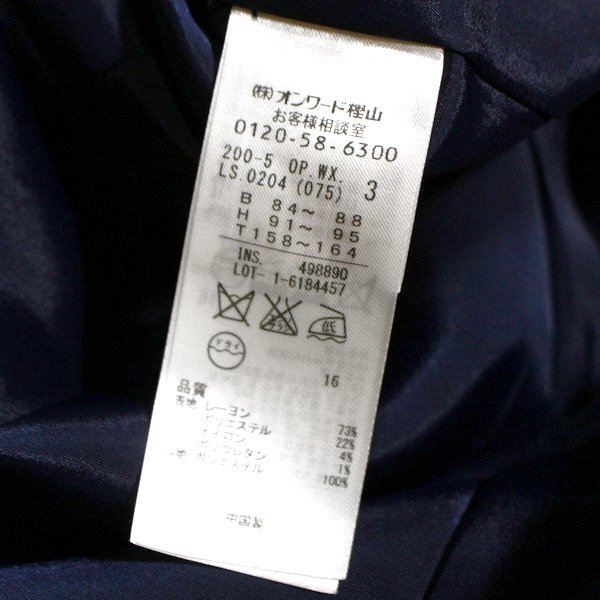 (株)オンワード樫山
お客様相談室
0120-58-6300
200-5 OP.WX. 3
LS.0204 (075)
B 84～ 88
H 91～ 95
T158～164
INS. 498890
LOT- 1-6184457
低
ドライ
16
品質
表地 レーヨン 73%
ポリエステル 22%
ナイロン 4%
ポリウレタン 1%
地 ポリエステル 100%
中国製